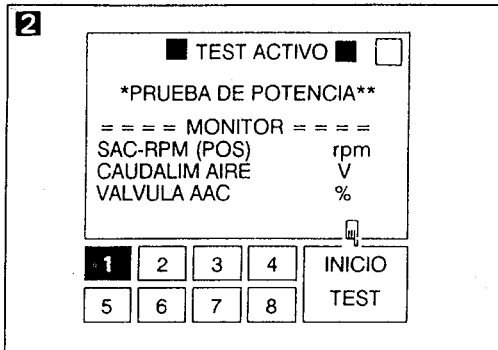 2
■ TEST ACTIVO ■ □
*PRUEBA DE POTENCIA**
= = = = MONITOR = = = =
SAC-RPM (POS) rpm
CAUDALIM AIRE V
VALVULA AAC %
1 2 3 4 INICIO
5 6 7 8 TEST